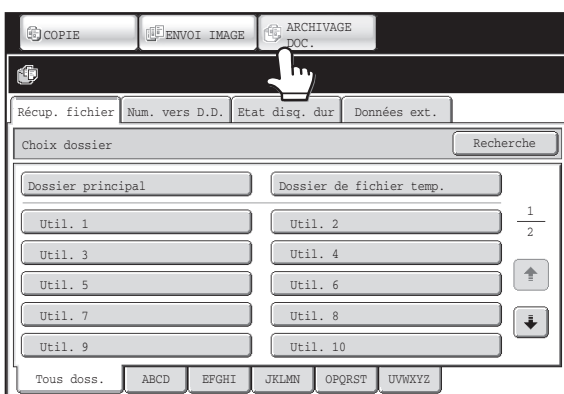 COPIE ENVOI IMAGE ARCHIVAGE
DOC.
Récup. fichier Num. vers D.D. Etat disq. dur Données ext.
Choix dossier Recherche
Dossier principal Dossier de fichier temp.
Util. 1 Util. 2
1
2
Util. 3 Util. 4
Util. 5 Util. 6
Util. 7 Util. 8
Util. 9 Util. 10
Tous doss. ABCD EFGHI JKLMN OPQRST UVWXYZ